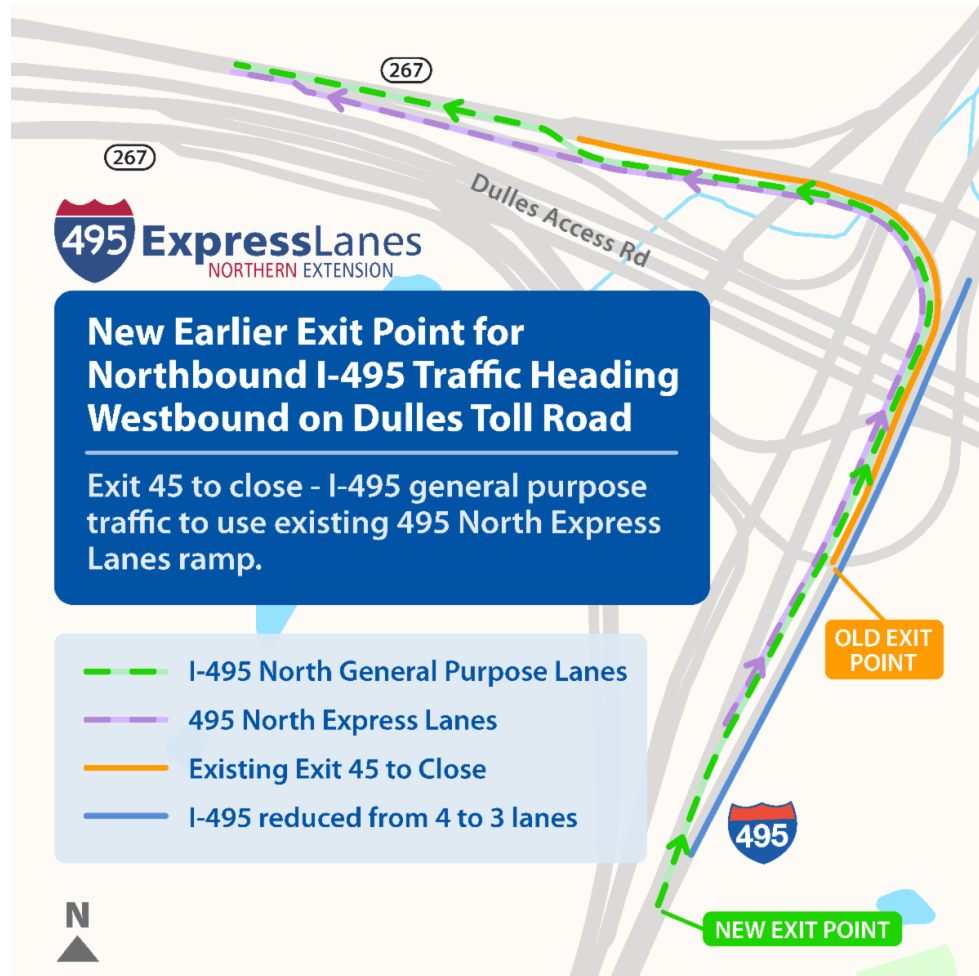 267
267
Dulles Access Rd
495 ExpressLanes
NORTHERN EXTENSION
New Earlier Exit Point for
Northbound I-495 Traffic Heading
Westbound on Dulles Toll Road
Exit 45 to close - I-495 general purpose
traffic to use existing 495 North Express
Lanes ramp.
OLD EXIT
POINT
I-495 North General Purpose Lanes
495 North Express Lanes
Existing Exit 45 to Close
I-495 reduced from 4 to 3 lanes
495
N
NEW EXIT POINT